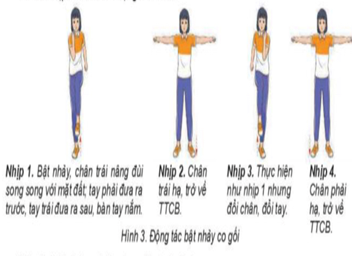 Nhịp 1. Bật nhảy, chân trái nâng đùi
song song với mặt đất; tay phải đưa ra
trước, tay trái đưa ra sau, bàn tay nắm.
Nhịp 2. Chân
trái hạ, trở về
TTCB.
Nhịp 3. Thực hiện
như nhịp 1 nhưng
đổi chân, đổi tay.
Nhịp 4.
Chân phải
hạ, trở về
TTCB.
Hình 3. Động tác bật nhảy co gối